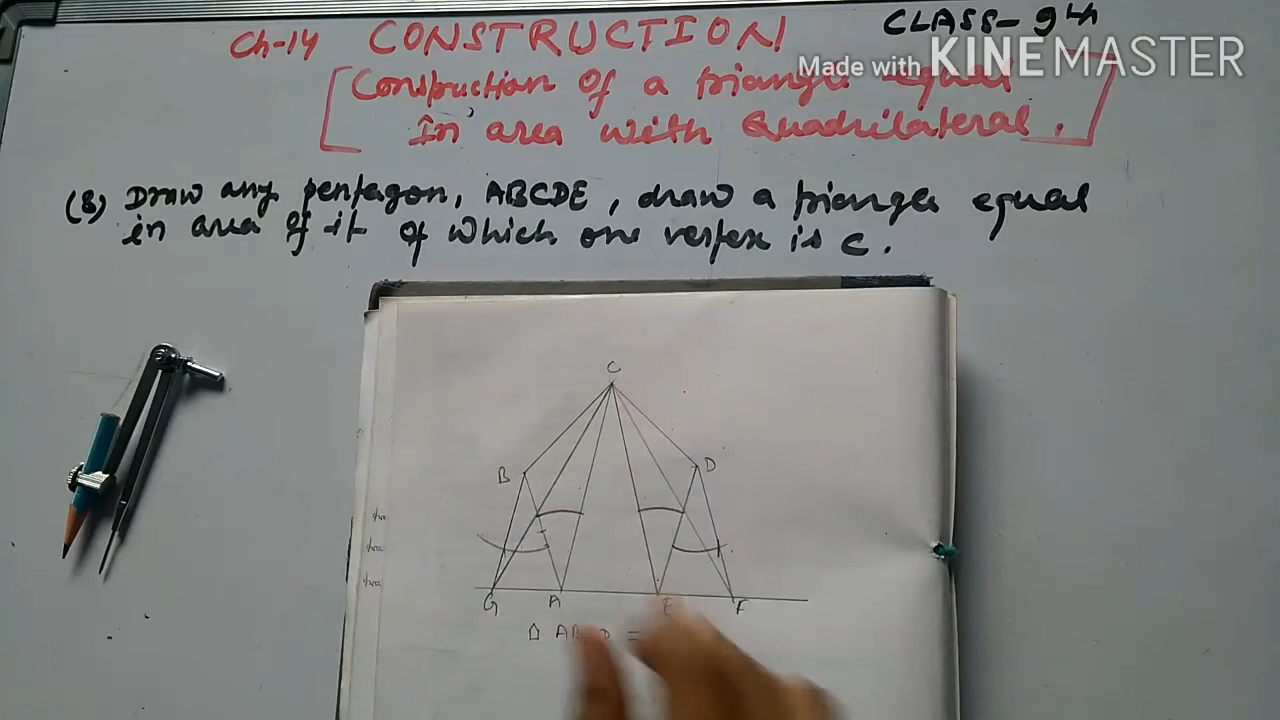 Ch-14 CONSTRUCTION CLASS-9th
Made with KINEMASTER
[Construction of a triangle equal
In area with Quadrilateral.]
(8) Draw any pentagon, ABCDE, draw a triangle equal
in area of it of which one vertex is C.
C
B D
G A E F